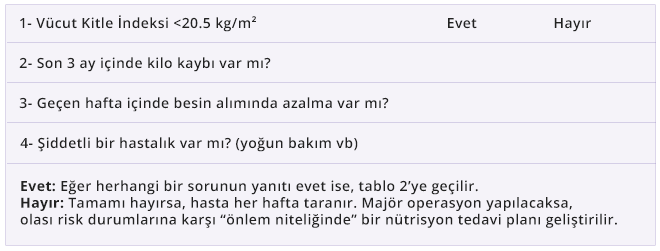 1- Vücut Kitle İndeksi <20.5 kg/m² Evet Hayır
2- Son 3 ay içinde kilo kaybı var mı?
3- Geçen hafta içinde besin alımında azalma var mı?
4- Şiddetli bir hastalık var mı? (yoğun bakım vb)
Evet: Eğer herhangi bir sorunun yanıtı evet ise, tablo 2’ye geçilir.
Hayır: Tamamı hayırsa, hasta her hafta taranır. Majör operasyon yapılacaksa,
olası risk durumlarına karşı “önlem niteliğinde” bir nütrisyon tedavi planı geliştirilir.